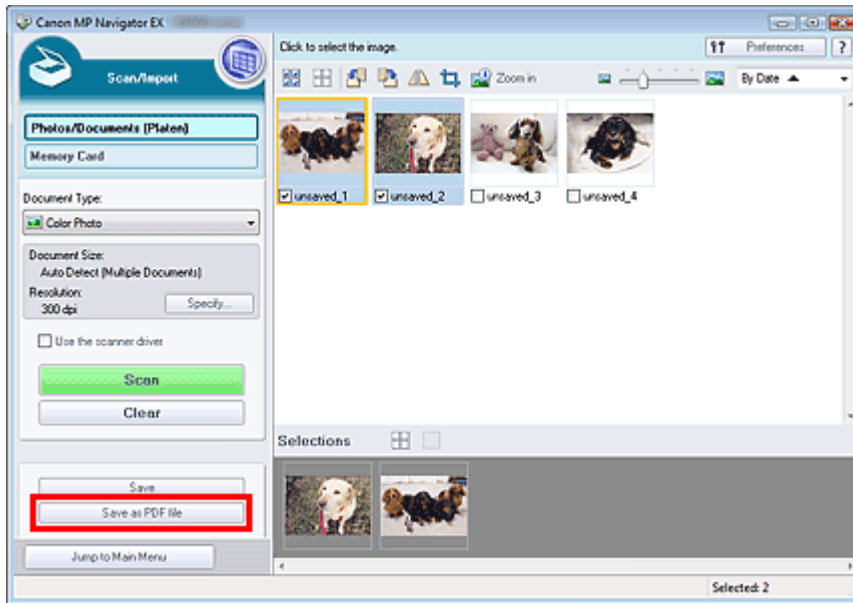 Canon MP Navigator EX
Scan/Import
Photos/Documents (Platen)
Memory Card
Document Type:
Color Photo
Document Size:
Auto Detect (Multiple Documents)
Resolution:
300 dpi
Specify...
Use the scanner driver
Scan
Clear
Save
Save as PDF file
Jump to Main Menu
Click to select the image.
Preferences
?
Zoom in
By Date
unsaved_1
unsaved_2
unsaved_3
unsaved_4
Selections
Selected: 2